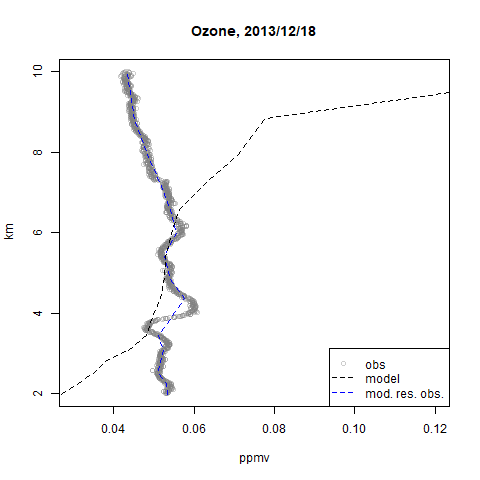 Ozone, 2013/12/18
10
8
6
4
2
km
0.04 0.06 0.08 0.10 0.12
ppmv
obs
model
mod. res. obs.